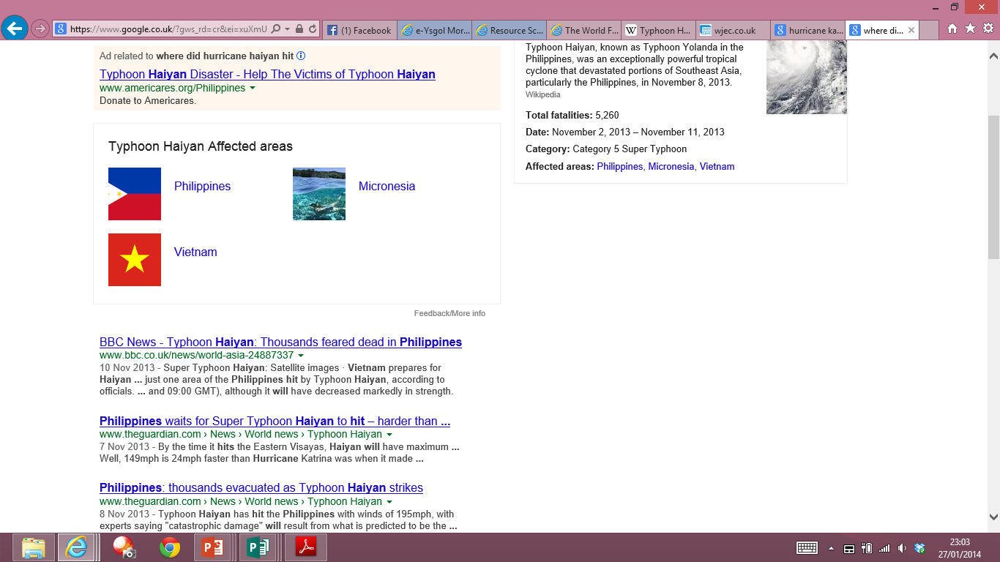 https://www.google.co.uk/?gws_rd=cr&ei=xuXmU
(1) Facebook
e-Ysgol Mor...
Resource Sc...
The World F...
Typhoon H...
wjec.co.uk
hurricane ka...
where di...
Ad related to where did hurricane haiyan hit
Typhoon Haiyan Disaster - Help The Victims of Typhoon Haiyan
www.americares.org/Philippines
Donate to Americares.
Typhoon Haiyan Affected areas
Philippines
Micronesia
Vietnam
Feedback/More info
BBC News - Typhoon Haiyan: Thousands feared dead in Philippines
www.bbc.co.uk/news/world-asia-24887337
10 Nov 2013 - Super Typhoon Haiyan: Satellite images · Vietnam prepares for
Haiyan ... just one area of the Philippines hit by Typhoon Haiyan, according to
officials. ... and 09:00 GMT), although it will have decreased markedly in strength.
Philippines waits for Super Typhoon Haiyan to hit – harder than ...
www.theguardian.com › News › World news › Typhoon Haiyan
7 Nov 2013 - By the time it hits the Eastern Visayas, Haiyan will have maximum ...
Well, 149mph is 24mph faster than Hurricane Katrina was when it made ...
Philippines: thousands evacuated as Typhoon Haiyan strikes
www.theguardian.com › News › World news › Typhoon Haiyan
8 Nov 2013 - Typhoon Haiyan has hit the Philippines with winds of 195mph, with
experts saying "catastrophic damage" will result from what is predicted to be the ...
Typhoon Haiyan, known as Typhoon Yolanda in the
Philippines, was an exceptionally powerful tropical
cyclone that devastated portions of Southeast Asia,
particularly the Philippines, in November 8, 2013.
Wikipedia
Total fatalities: 5,260
Date: November 2, 2013 – November 11, 2013
Category: Category 5 Super Typhoon
Affected areas: Philippines, Micronesia, Vietnam
23:03
27/01/2014